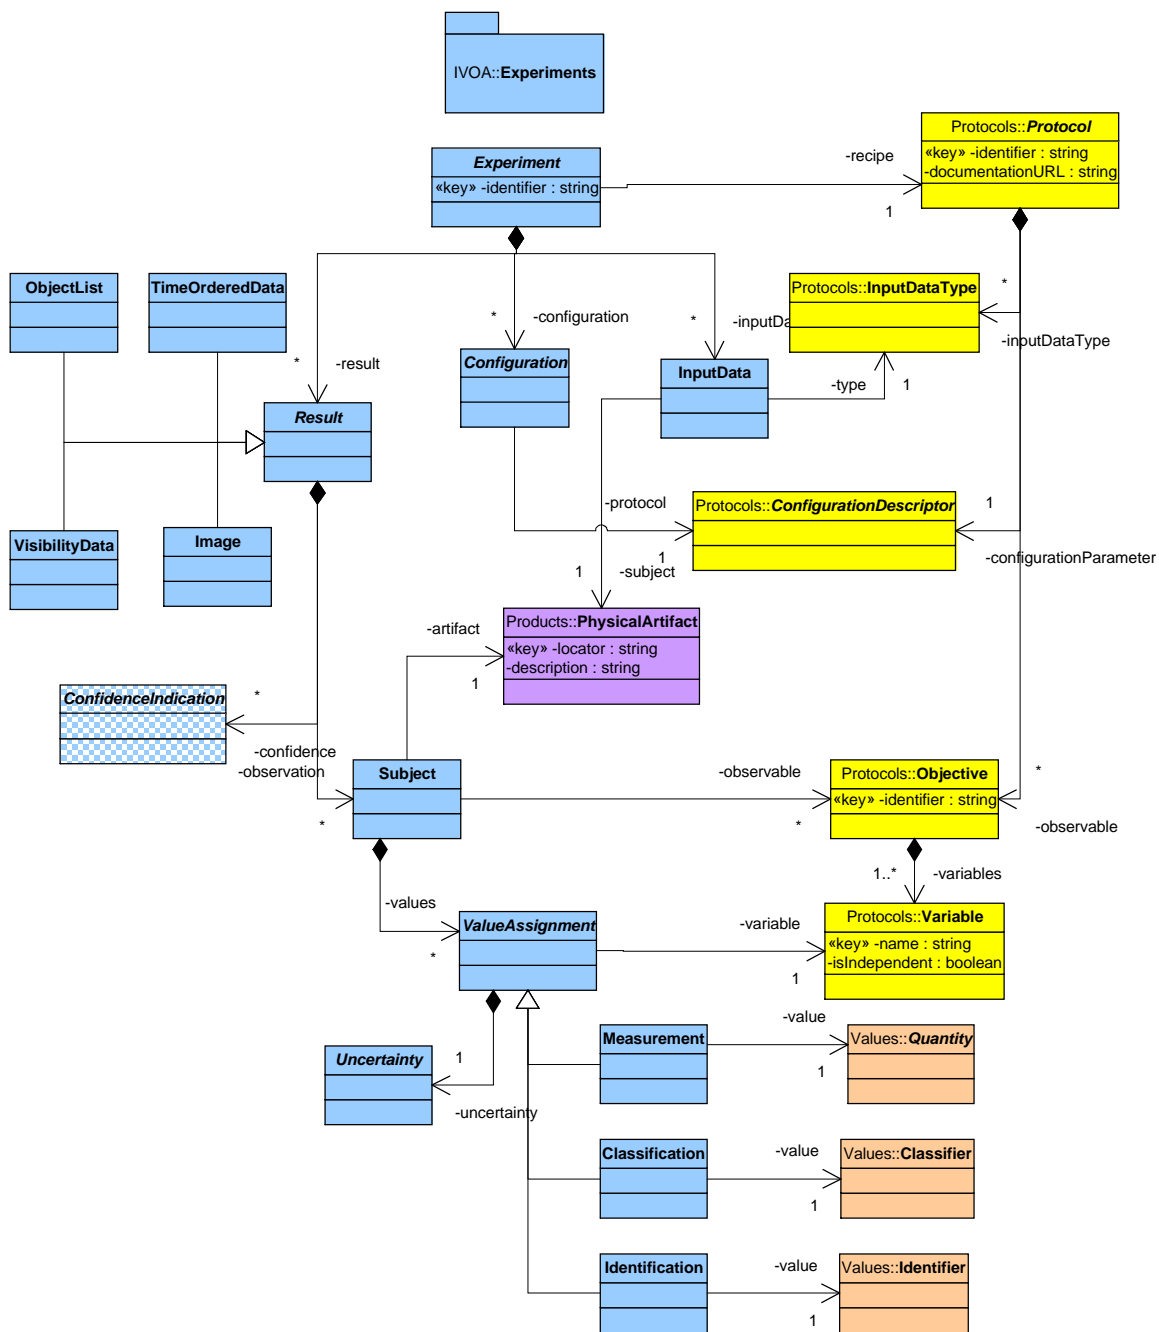 IVOA::Experiments
Protocols::Protocol
«key» -identifier : string
-documentationURL : string
Experiment
«key» -identifier : string
-recipe
1
ObjectList
TimeOrderedData
Protocols::InputDataType
*
-configuration
*
-inputDa
*
-inputDataType
*
-result
Configuration
InputData
-type
1
Result
-protocol
1
Protocols::ConfigurationDescriptor
1
-configurationParameter
VisibilityData
Image
1
-subject
-artifact
1
Products::PhysicalArtifact
«key» -locator : string
-description : string
ConfidenceIndication
*
-confidence
-observation
*
Subject
-observable
*
Protocols::Objective
«key» -identifier : string
*
-observable
1..*
-variables
-values
*
ValueAssignment
-variable
1
Protocols::Variable
«key» -name : string
-isIndependent : boolean
Uncertainty
1
-uncertainty
Measurement
-value
1
Values::Quantity
Classification
-value
1
Values::Classifier
Identification
-value
1
Values::Identifier